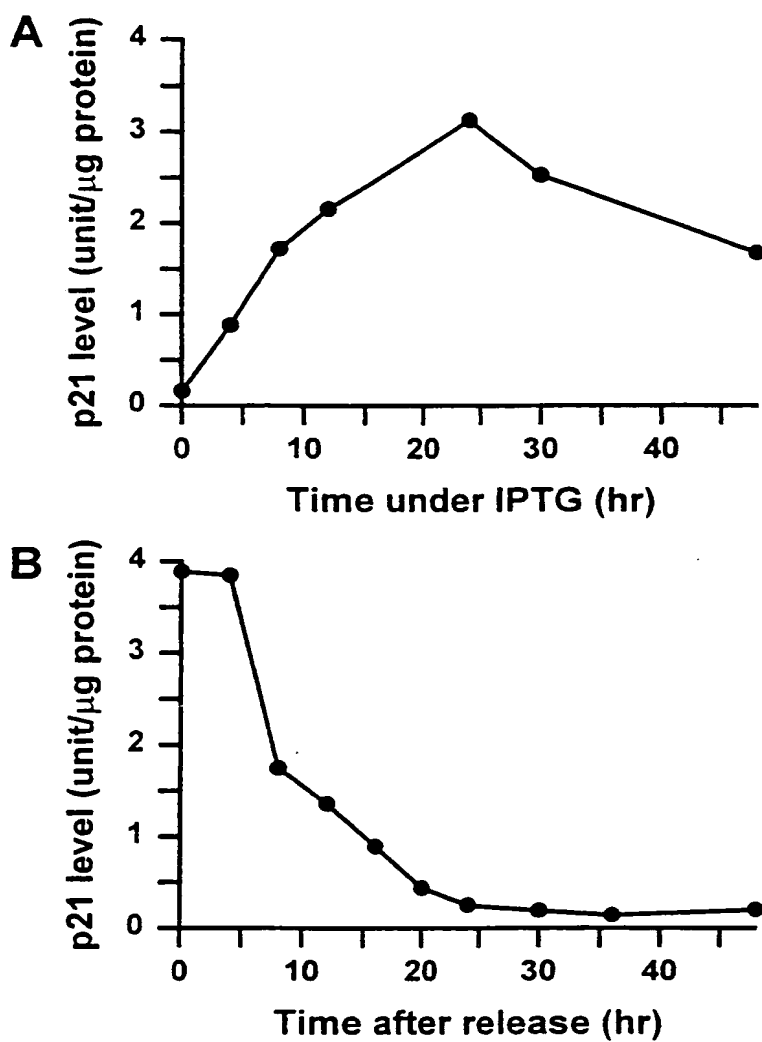 A
p21 level (unit/µg protein)
4
3
2
1
0
0 10 20 30 40
Time under IPTG (hr)
B
p21 level (unit/µg protein)
4
3
2
1
0
0 10 20 30 40
Time after release (hr)